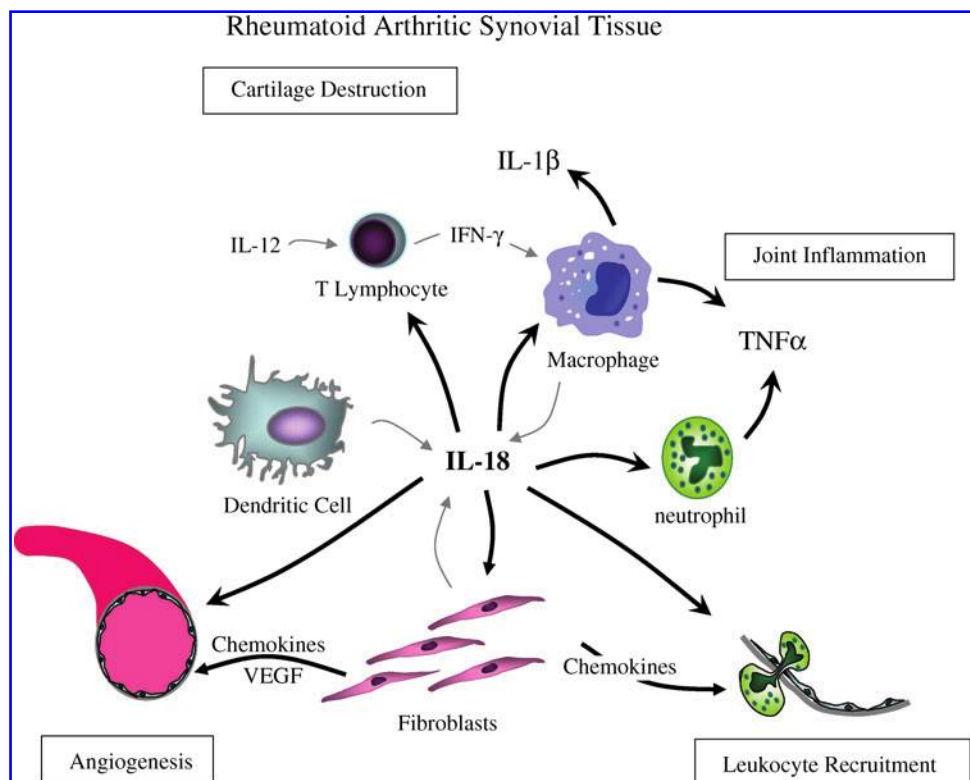 Rheumatoid Arthritic Synovial Tissue
Cartilage Destruction
IL-1β
IL-12
IFN-γ
T Lymphocyte
Joint Inflammation
TNFα
Macrophage
IL-18
Dendritic Cell
neutrophil
Chemokines
VEGF
Chemokines
Fibroblasts
Angiogenesis
Leukocyte Recruitment